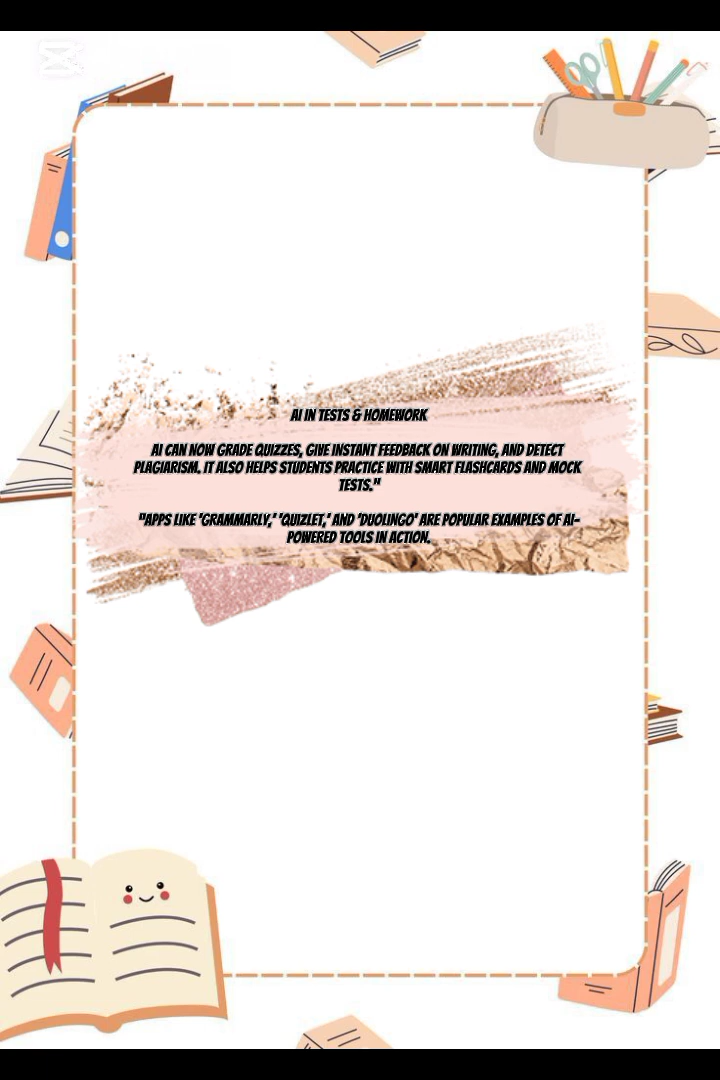 AI IN TESTS & HOMEWORK
AI CAN NOW GRADE QUIZZES, GIVE INSTANT FEEDBACK ON WRITING, AND DETECT
PLAGIARISM. IT ALSO HELPS STUDENTS PRACTICE WITH SMART FLASHCARDS AND MOCK
TESTS."
"APPS LIKE 'GRAMMARLY,' 'QUIZLET,' AND 'DUOLINGO' ARE POPULAR EXAMPLES OF AI-
POWERED TOOLS IN ACTION.